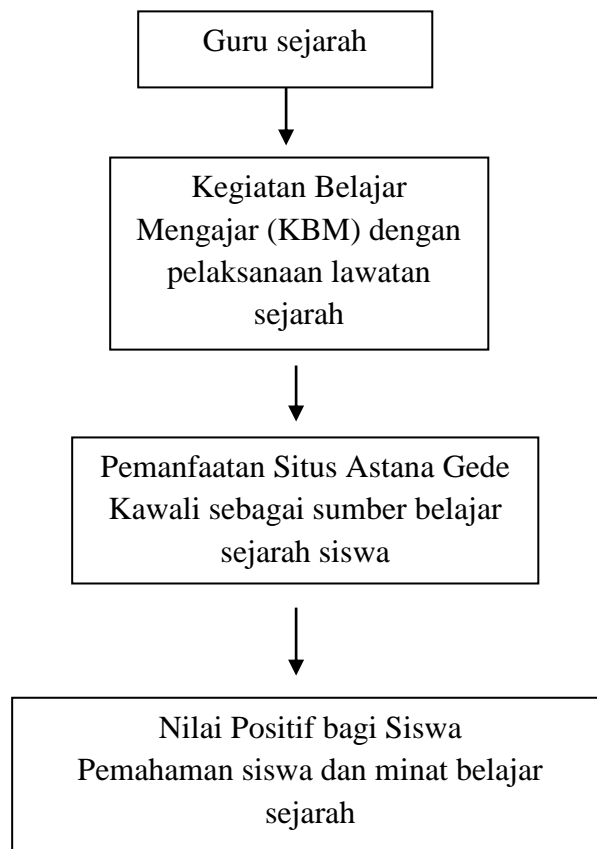 Guru sejarah
Kegiatan Belajar
Mengajar (KBM) dengan
pelaksanaan lawatan
sejarah
Pemanfaatan Situs Astana Gede
Kawali sebagai sumber belajar
sejarah siswa
Nilai Positif bagi Siswa
Pemahaman siswa dan minat belajar
sejarah